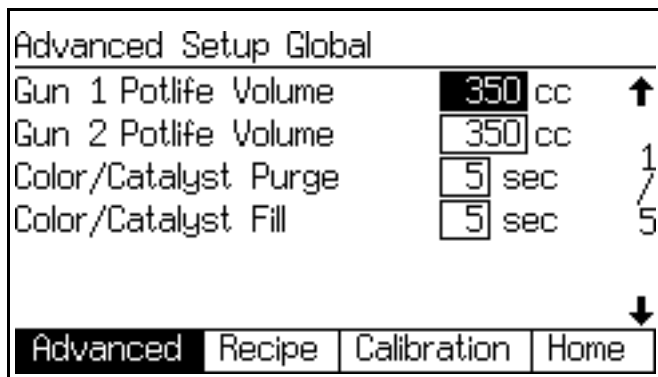 Advanced Setup Global
Gun 1 Potlife Volume 350 cc
Gun 2 Potlife Volume 350 cc
Color/Catalyst Purge 5 sec
Color/Catalyst Fill 5 sec
1/5
Advanced Recipe Calibration Home